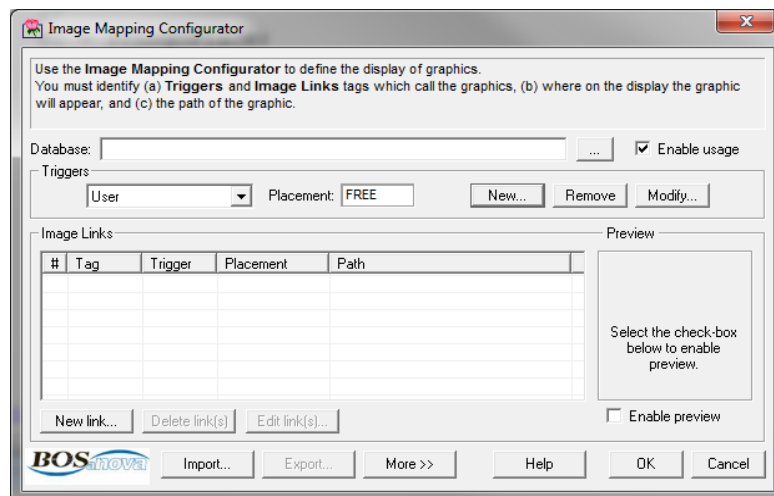 Image Mapping Configurator
Use the Image Mapping Configurator to define the display of graphics.
You must identify (a) Triggers and Image Links tags which call the graphics, (b) where on the display the graphic
will appear, and (c) the path of the graphic.
Database: ... Enable usage
Triggers
User Placement: FREE New... Remove Modify...
Image Links Preview
# Tag Trigger Placement Path
Select the check-box
below to enable
preview.
New link... Delete link(s) Edit link(s)... Enable preview
BOSaNOVA Import... Export... More >> Help OK Cancel